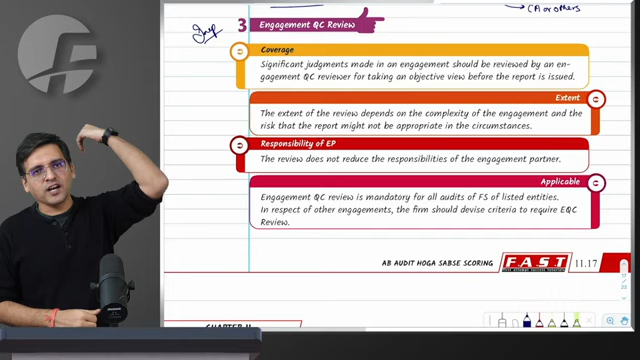 → CA or others
Imp
3 Engagement QC Review
Coverage
Significant judgments made in an engagement should be reviewed by an en-
gagement QC reviewer for taking an objective view before the report is issued.
Extent
The extent of the review depends on the complexity of the engagement and the
risk that the report might not be appropriate in the circumstances.
Responsibility of EP
The review does not reduce the responsibilities of the engagement partner.
Applicable
Engagement QC review is mandatory for all audits of FS of listed entities.
In respect of other engagements, the firm should devise criteria to require EQC
Review.
AB AUDIT HOGA SABSE SCORING FAST 11.17
CHAPTER 11